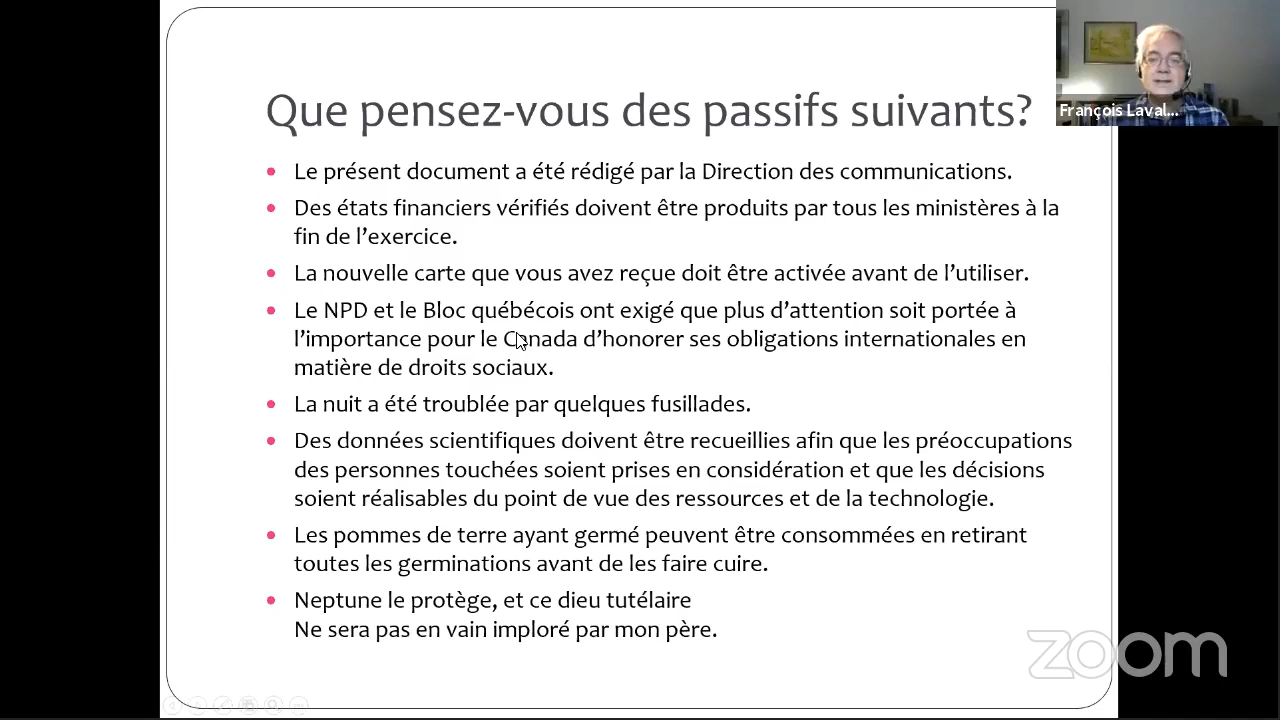 Que pensez-vous des passifs suivants?
François Laval...
• Le présent document a été rédigé par la Direction des communications.
• Des états financiers vérifiés doivent être produits par tous les ministères à la
fin de l’exercice.
• La nouvelle carte que vous avez reçue doit être activée avant de l’utiliser.
• Le NPD et le Bloc québécois ont exigé que plus d’attention soit portée à
l’importance pour le Canada d’honorer ses obligations internationales en
matière de droits sociaux.
• La nuit a été troublée par quelques fusillades.
• Des données scientifiques doivent être recueillies afin que les préoccupations
des personnes touchées soient prises en considération et que les décisions
soient réalisables du point de vue des ressources et de la technologie.
• Les pommes de terre ayant germé peuvent être consommées en retirant
toutes les germinations avant de les faire cuire.
• Neptune le protège, et ce dieu tutélaire
Ne sera pas en vain imploré par mon père.
zoom